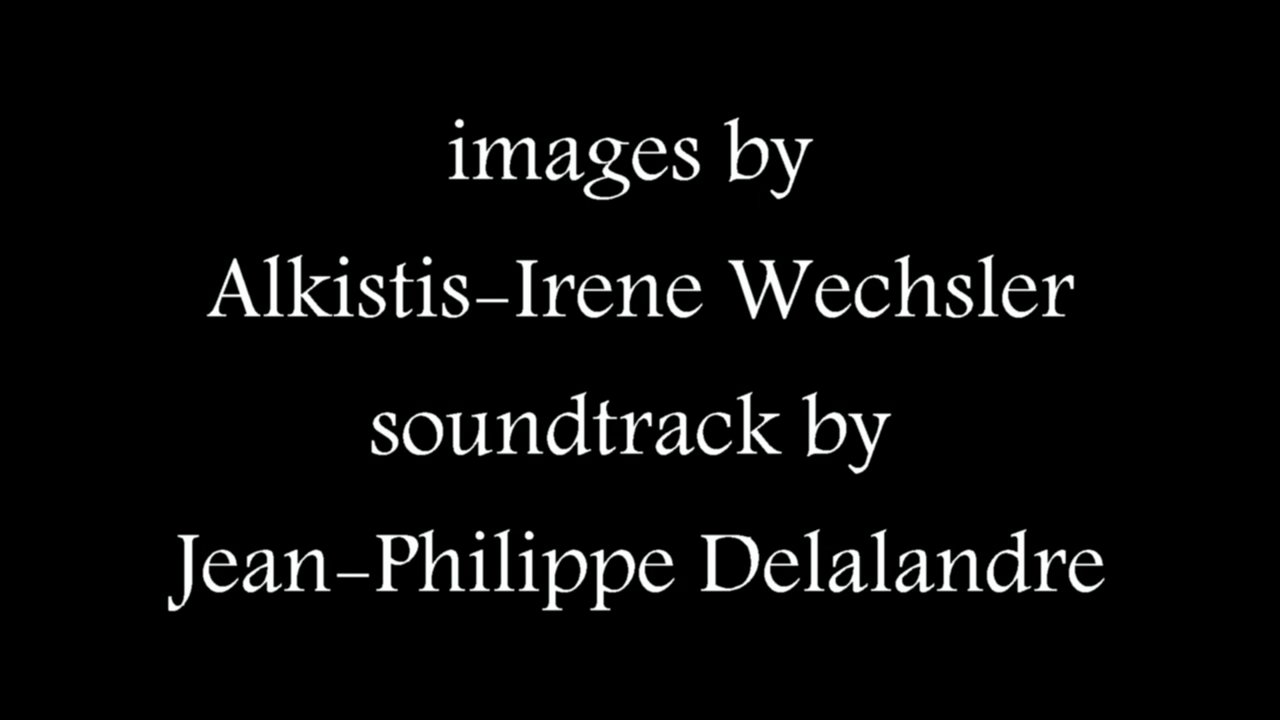 images by
Alkistis-Irene Wechsler
soundtrack by
Jean-Philippe Delalandre